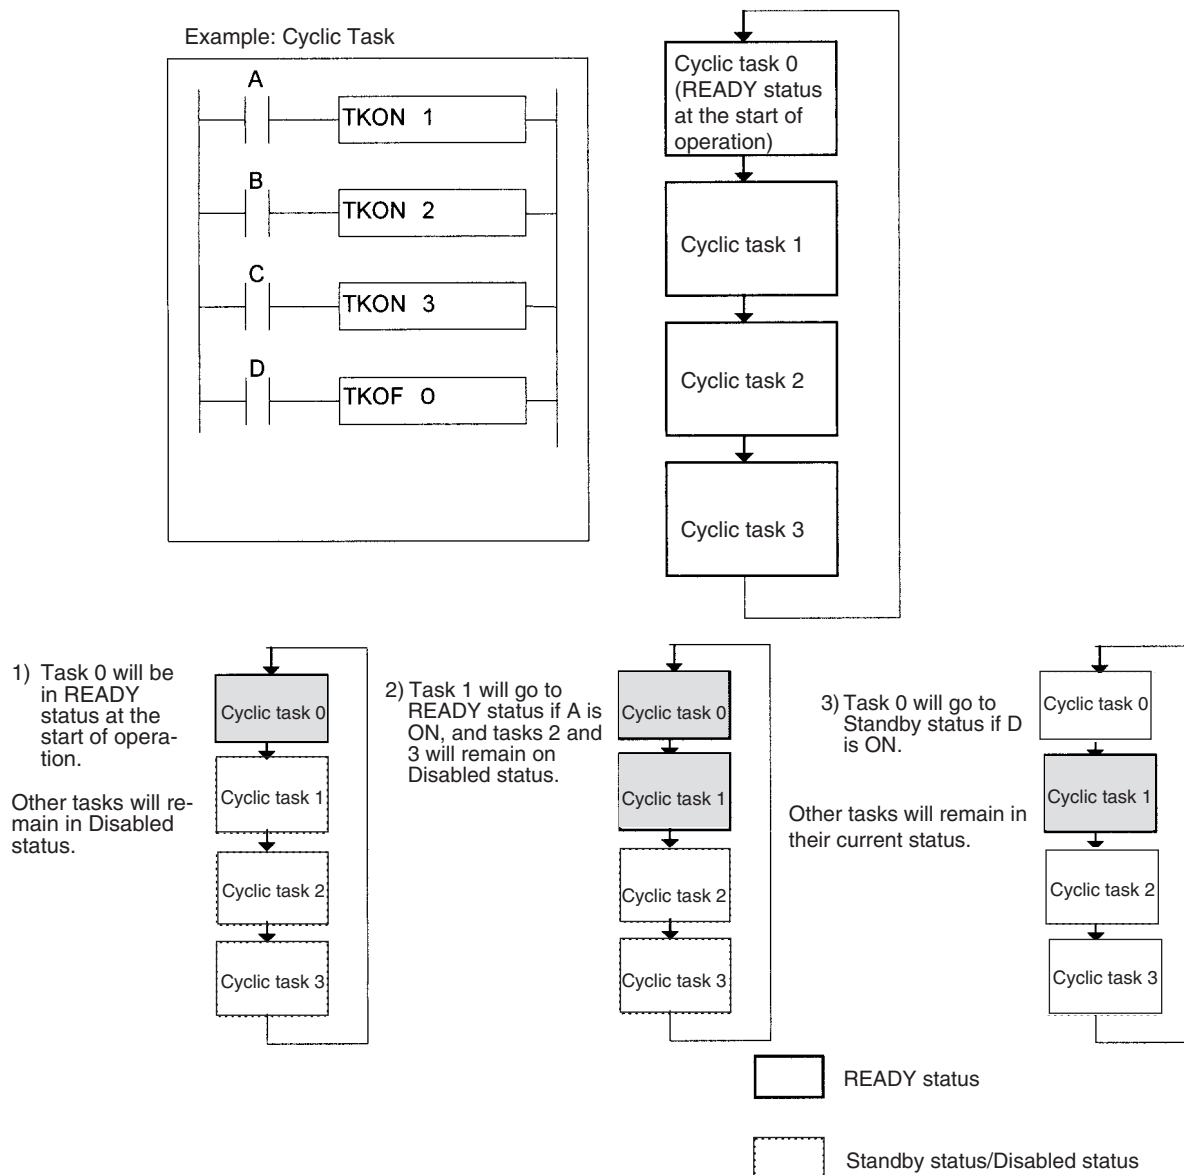 Example: Cyclic Task
A
TKON 1
B
TKON 2
C
TKON 3
D
TKOF 0
Cyclic task 0
(READY status
at the start of
operation)
Cyclic task 1
Cyclic task 2
Cyclic task 3
1) Task 0 will be
in READY
status at the
start of opera-
tion.
Other tasks will re-
main in Disabled
status.
Cyclic task 0
Cyclic task 1
Cyclic task 2
Cyclic task 3
2) Task 1 will go to
READY status if A is
ON, and tasks 2 and
3 will remain on
Disabled status.
Cyclic task 0
Cyclic task 1
Cyclic task 2
Cyclic task 3
3) Task 0 will go to
Standby status if D
is ON.
Other tasks will remain in
their current status.
Cyclic task 0
Cyclic task 1
Cyclic task 2
Cyclic task 3
READY status
Standby status/Disabled status